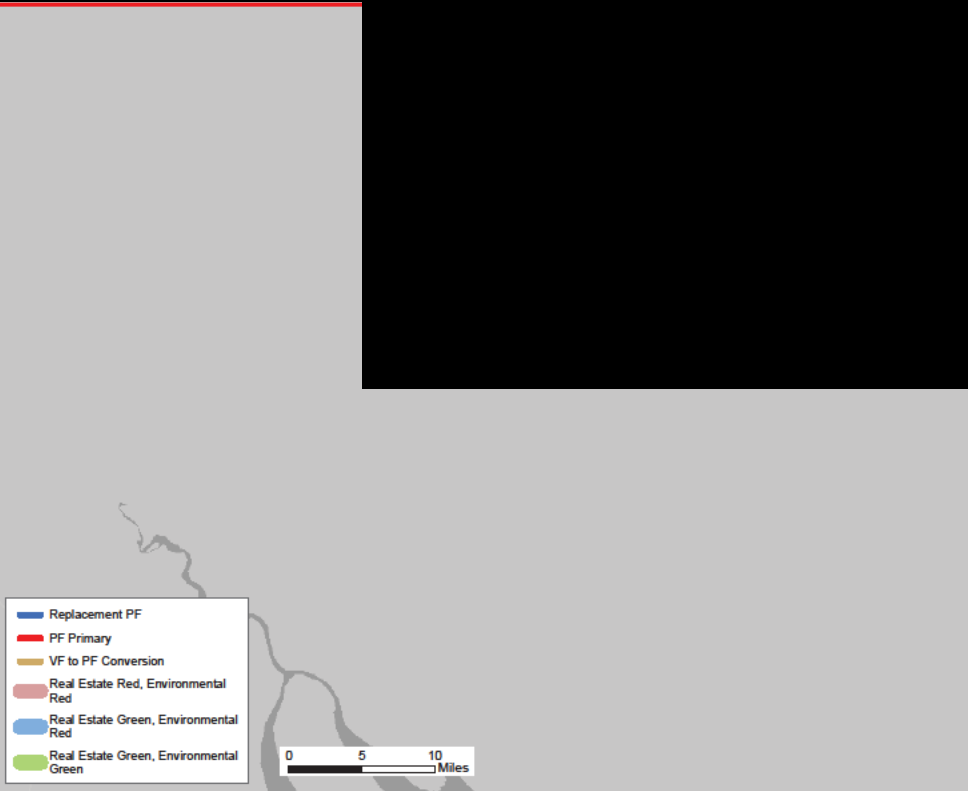 Replacement PF
PF Primary
VF to PF Conversion
Real Estate Red, Environmental
Red
Real Estate Green, Environmental
Red
Real Estate Green, Environmental
Green
0 5 10
Miles